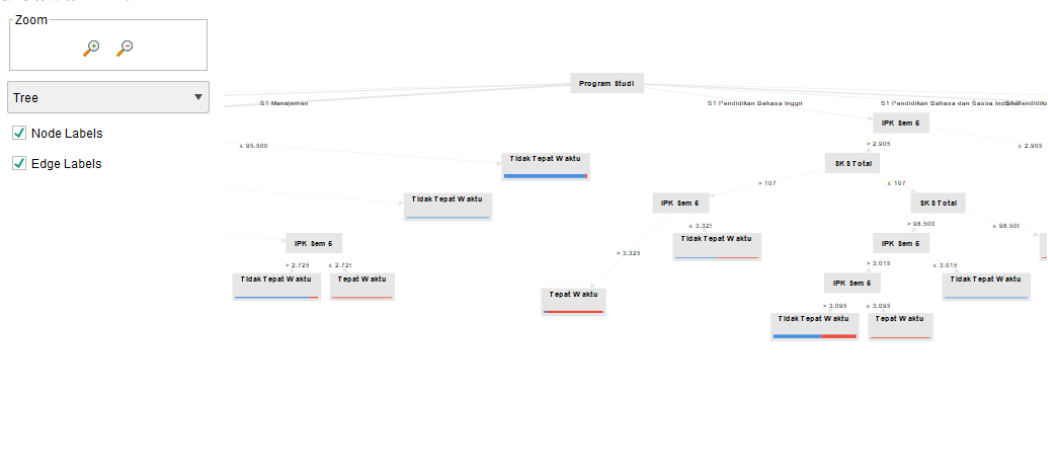 Zoom
Tree
Node Labels
Edge Labels
Program Studi
S1 Manajemen
S1 Pendidikan Bahasa Inggri
S1 Pendidikan Bahasa dan Sastra
IPK Sem 6
≤ 95.500
> 2.905
≤ 2.905
Tidak Tepat Waktu
SKS Total
> 107
≤ 107
Tidak Tepat Waktu
IPK Sem 6
SKS Total
≤ 3.325
> 98.500
≤ 98.500
IPK Sem 6
Tidak Tepat Waktu
IPK Sem 6
> 3.325
> 2.725
≤ 2.725
> 3.015
≤ 3.015
Tidak Tepat Waktu
Tepat Waktu
IPK Sem 6
Tidak Tepat Waktu
Tepat Waktu
> 3.095
≤ 3.095
Tidak Tepat Waktu
Tepat Waktu